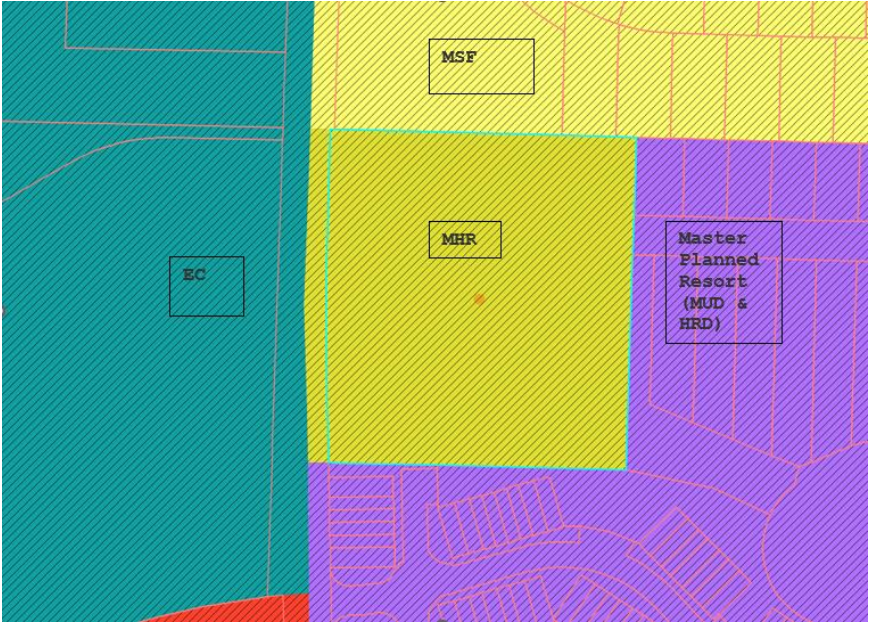 MSF
MHR
EC
Master
Planned
Resort
(MUD &
HRD)